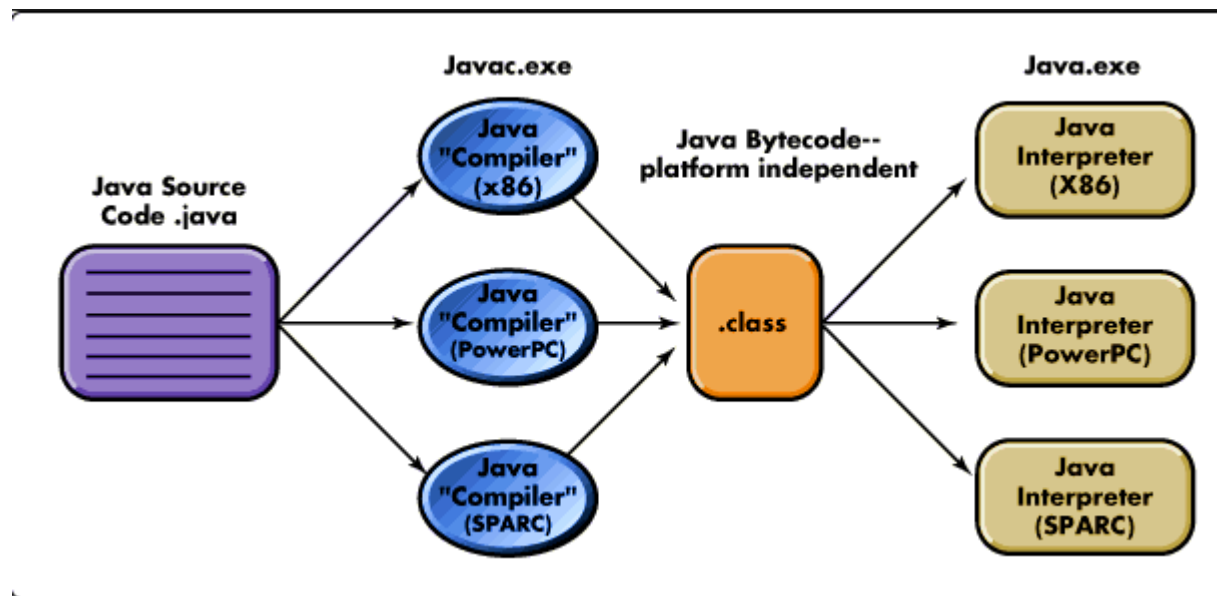 Javac.exe
Java.exe
Java Source
Code .java
Java
"Compiler"
(x86)
Java
"Compiler"
(PowerPC)
Java
"Compiler"
(SPARC)
Java Bytecode--
platform independent
.class
Java
Interpreter
(X86)
Java
Interpreter
(PowerPC)
Java
Interpreter
(SPARC)